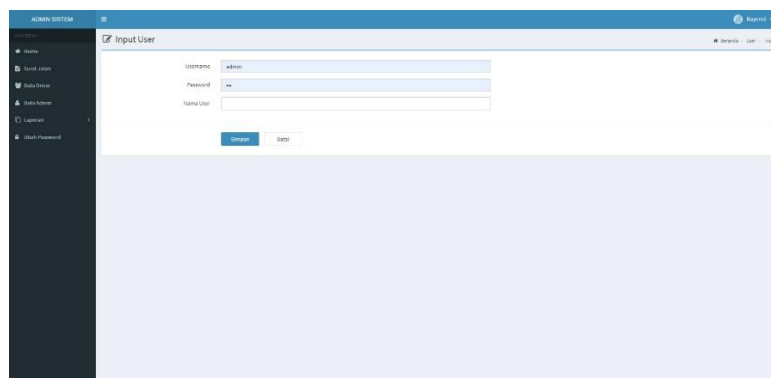 ADMIN SISTEM
Home
Surat Jalan
Data Driver
Data Admin
Laporan
Ubah Password
Input User
Beranda
User
Username
admin
Password
Nama User
Simpan
Batal